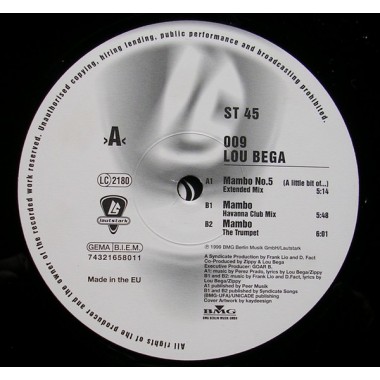 Unauthorised copying, hiring lending, public performance and broadcasting prohibited.
All rights of the producer and the owner of the recorded work reserved.
ST 45
›A‹
009
LOU BEGA
LC 2180
lautstark
GEMA B.I.E.M.
74321658011
Made in the EU
A1 Mambo No.5 (A little bit of...)
Extended Mix 5:14
B1 Mambo
Havanna Club Mix 5:48
B2 Mambo
The Trumpet 6:01
℗ 1998 BMG Berlin Musik GmbH/Lautstark
A Syndicate Production by Frank Lio and D. Fact
Co-Produced by Zippy & Lou Bega
Executive Producer: GOAR B.
A1: music by Perez Prado, lyrics by Lou Bega/Zippy
B1 and B2: music by Frank Lio and D.Fact, lyrics by
Lou Bega/Zippy
A1 published by Peer Musik
B1 and B2 published by Syndicate Songs
(BMG-UFA)/UNICADE publishing
Cover Artwork by kaydeesign
BMG
BMG BERLIN MUSIK GMBH